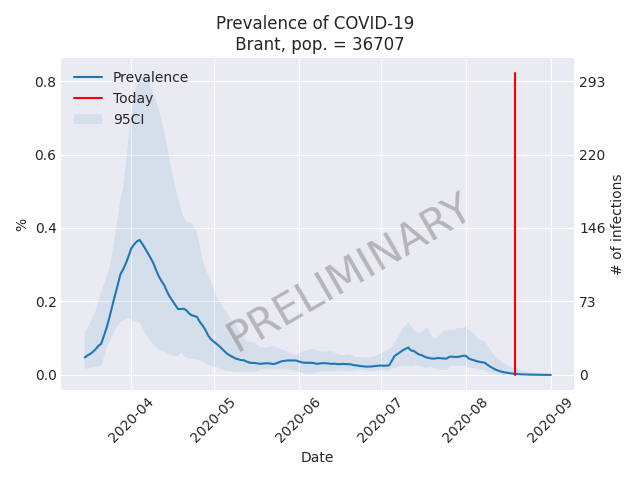 Prevalence of COVID-19
Brant, pop. = 36707
Prevalence
Today
95CI
0.8
0.6
0.4
0.2
0.0
%
293
220
146
73
0
# of infections
PRELIMINARY
2020-04
2020-05
2020-06
2020-07
2020-08
2020-09
Date